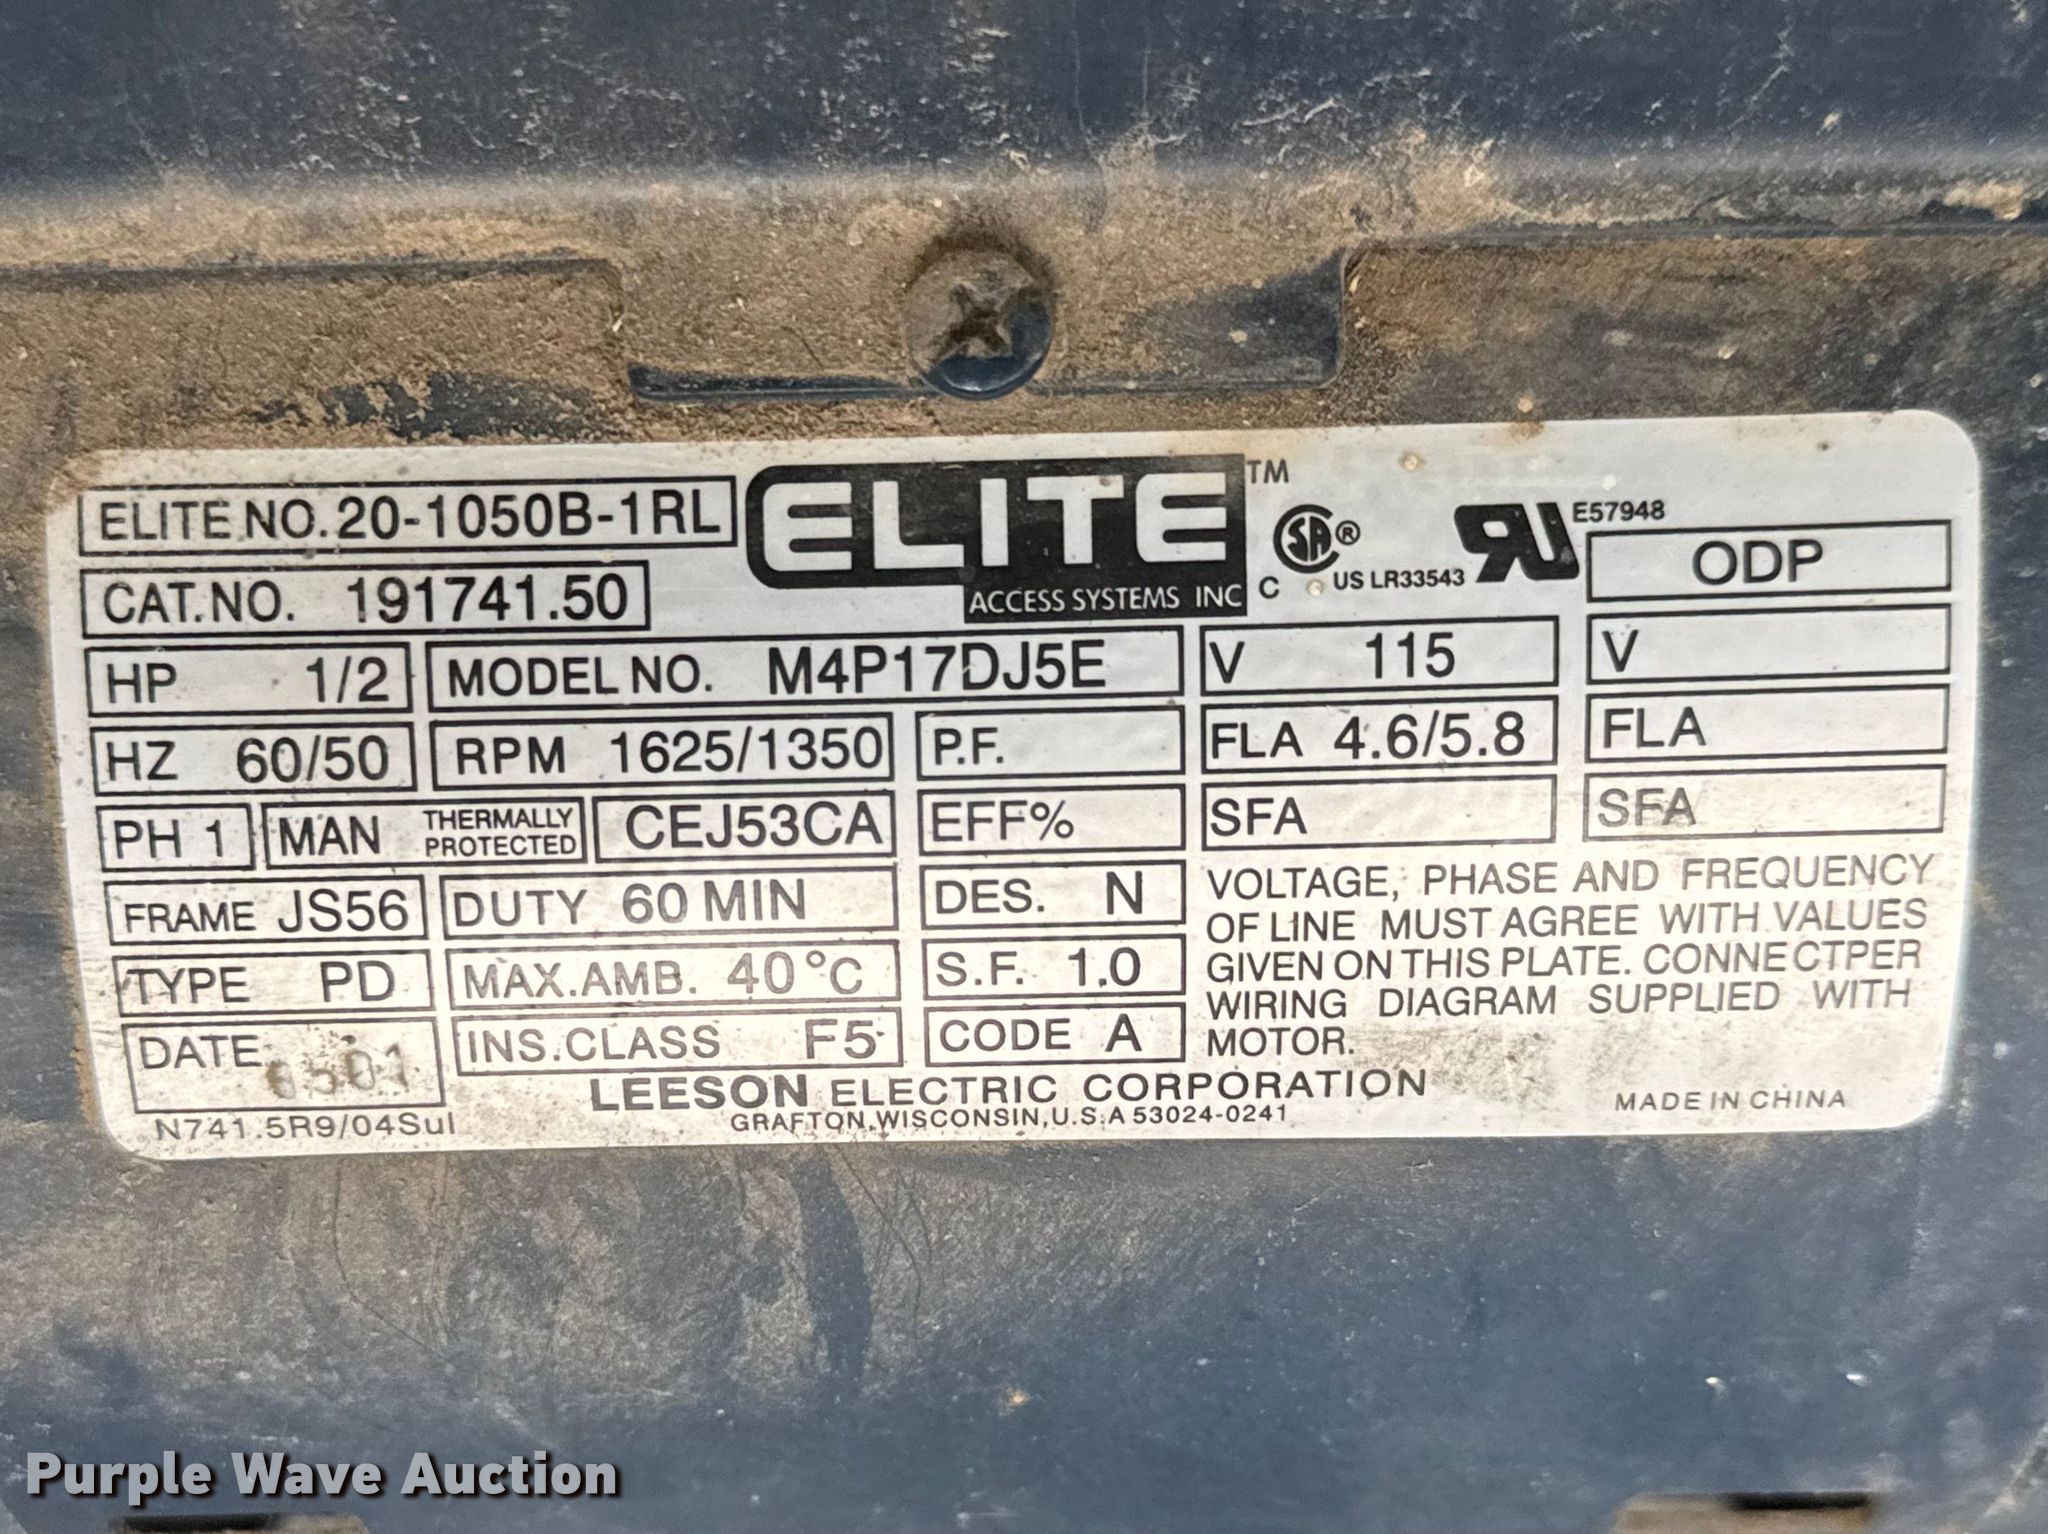 ELITE NO. 20-1050B-1RL
ELITE™
ACCESS SYSTEMS INC
C SA® US LR33543
RU E57948
ODP
CAT.NO. 191741.50
HP 1/2
MODEL NO. M4P17DJ5E
V 115
V
HZ 60/50
RPM 1625/1350
P.F.
FLA 4.6/5.8
FLA
PH 1
MAN THERMALLY
PROTECTED
CEJ53CA
EFF%
SFA
SFA
FRAME JS56
DUTY 60 MIN
DES. N
TYPE PD
MAX.AMB. 40°C
S.F. 1.0
DATE
INS.CLASS F5
CODE A
VOLTAGE, PHASE AND FREQUENCY
OF LINE MUST AGREE WITH VALUES
GIVEN ON THIS PLATE. CONNECTPER
WIRING DIAGRAM SUPPLIED WITH
MOTOR.
LEESON ELECTRIC CORPORATION
GRAFTON,WISCONSIN,U.S.A 53024-0241
MADE IN CHINA
N741.5R9/04Sul
Purple Wave Auction